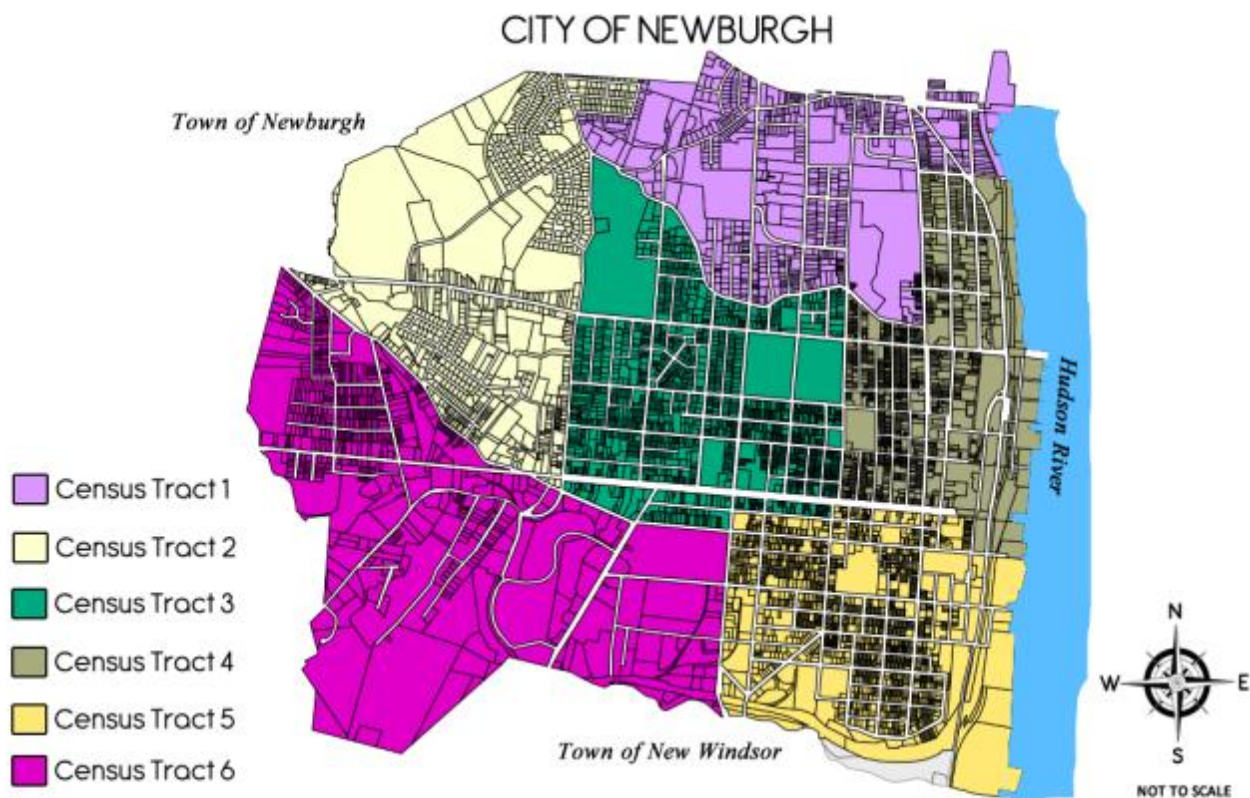 CITY OF NEWBURGH
Town of Newburgh
Hudson River
Census Tract 1
Census Tract 2
Census Tract 3
Census Tract 4
Census Tract 5
Census Tract 6
Town of New Windsor
N
W E
S
NOT TO SCALE